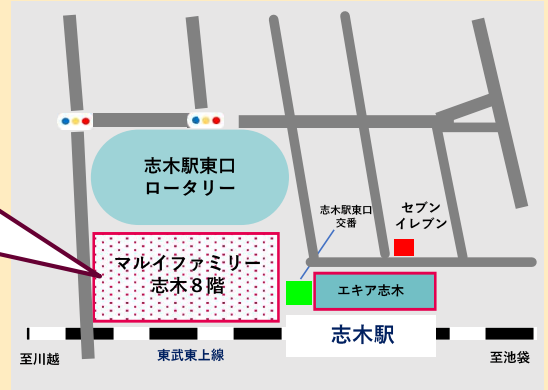 志木駅東口
ロータリー
志木駅東口
交番
セブン
イレブン
マルイファミリー
志木８階
エキア志木
志木駅
至川越
東武東上線
至池袋